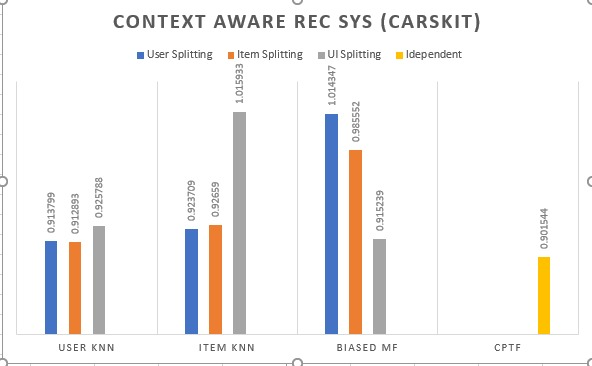 CONTEXT AWARE REC SYS (CARSKIT)
User Splitting Item Splitting UI Splitting Idependent
0.913799 0.912893 0.925788
0.923709 0.92659 1.015933
1.014347 0.985552 0.915239
0.901544
USER KNN ITEM KNN BIASED MF CPTF